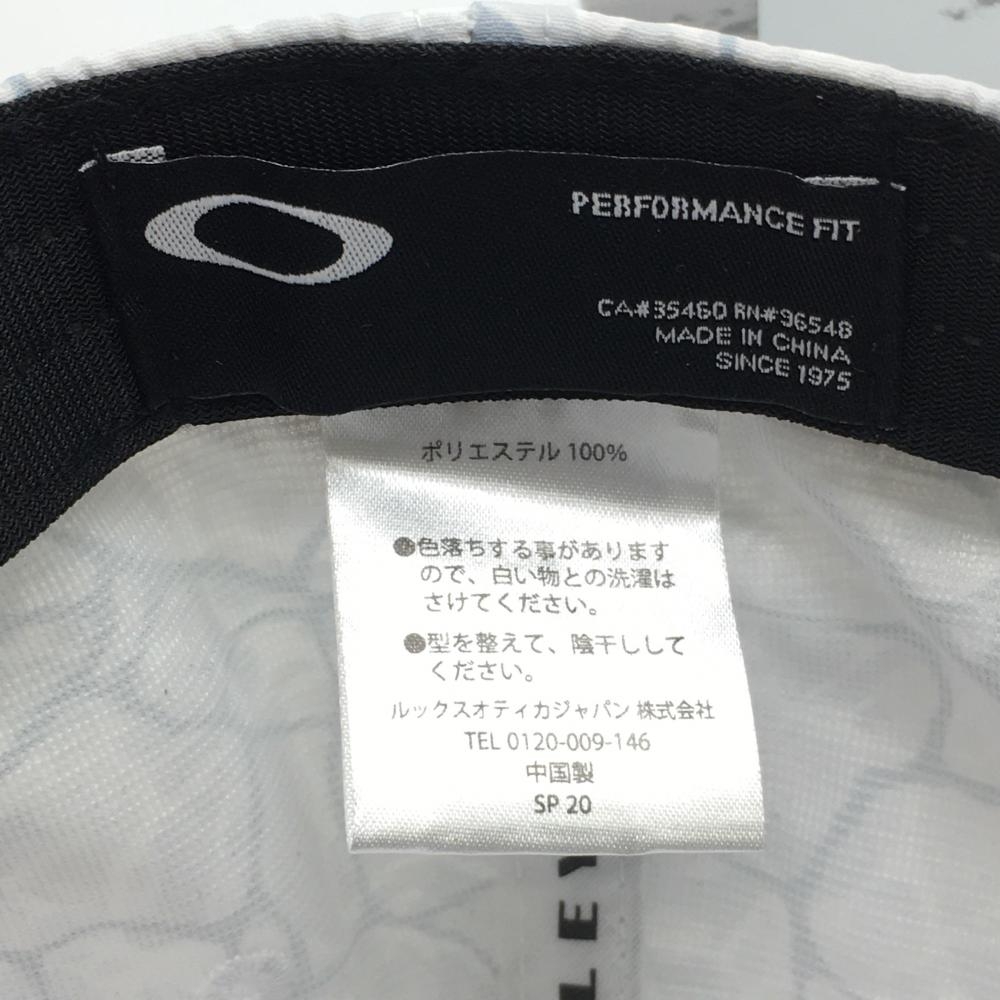 PERFORMANCE FIT
CA#35460 RN#96548
MADE IN CHINA
SINCE 1975
ポリエステル 100%
●色落ちする事があります
ので、白い物との洗濯は
さけてください。
●型を整えて、陰干しして
ください。
ルックスオティカジャパン 株式会社
TEL 0120-009-146
中国製
SP 20
LEY